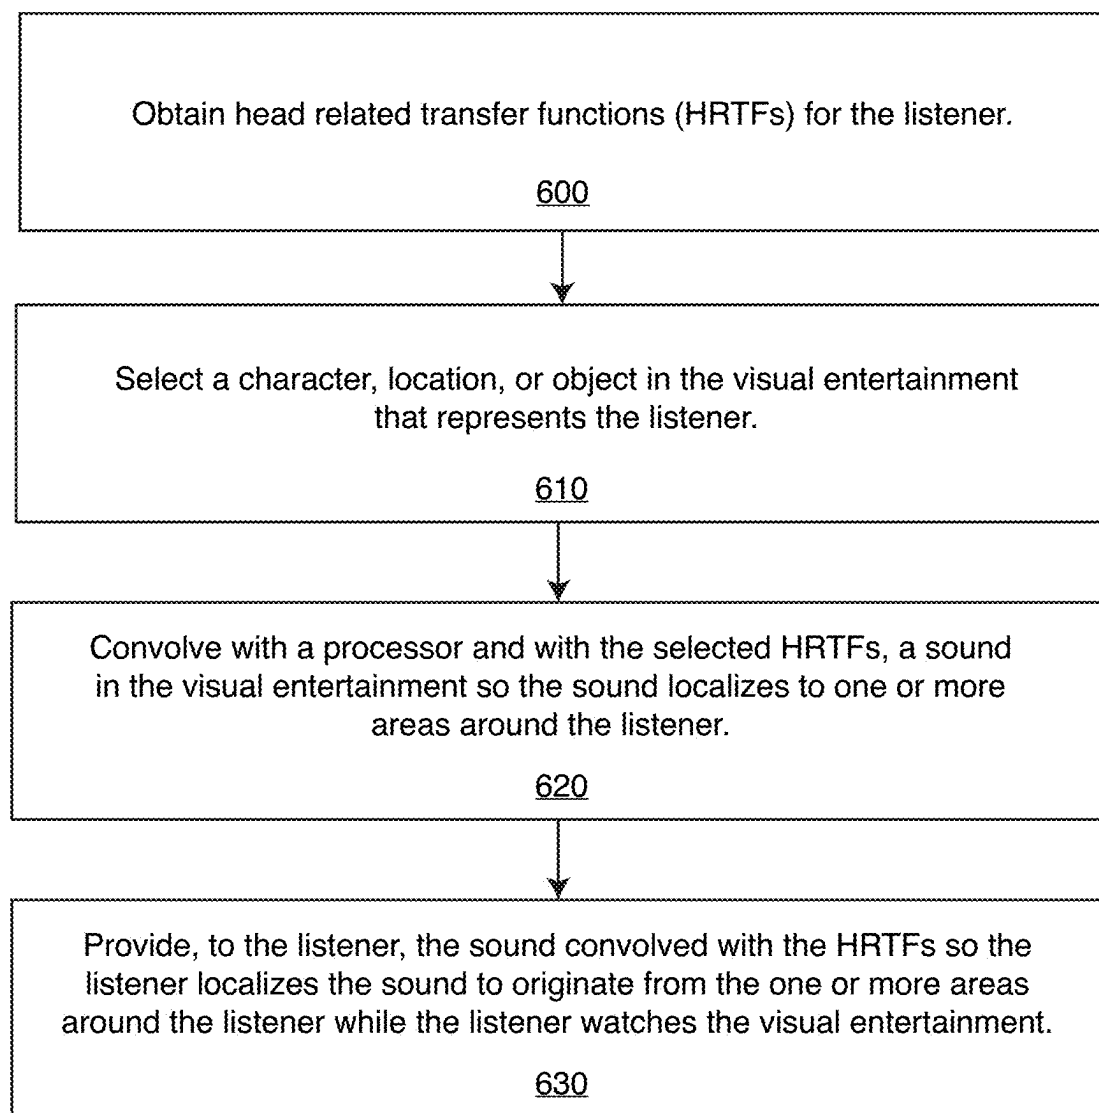 Obtain head related transfer functions (HRTFs) for the listener.
600
Select a character, location, or object in the visual entertainment
that represents the listener.
610
Convolve with a processor and with the selected HRTFs, a sound
in the visual entertainment so the sound localizes to one or more
areas around the listener.
620
Provide, to the listener, the sound convolved with the HRTFs so the
listener localizes the sound to originate from the one or more areas
around the listener while the listener watches the visual entertainment.
630